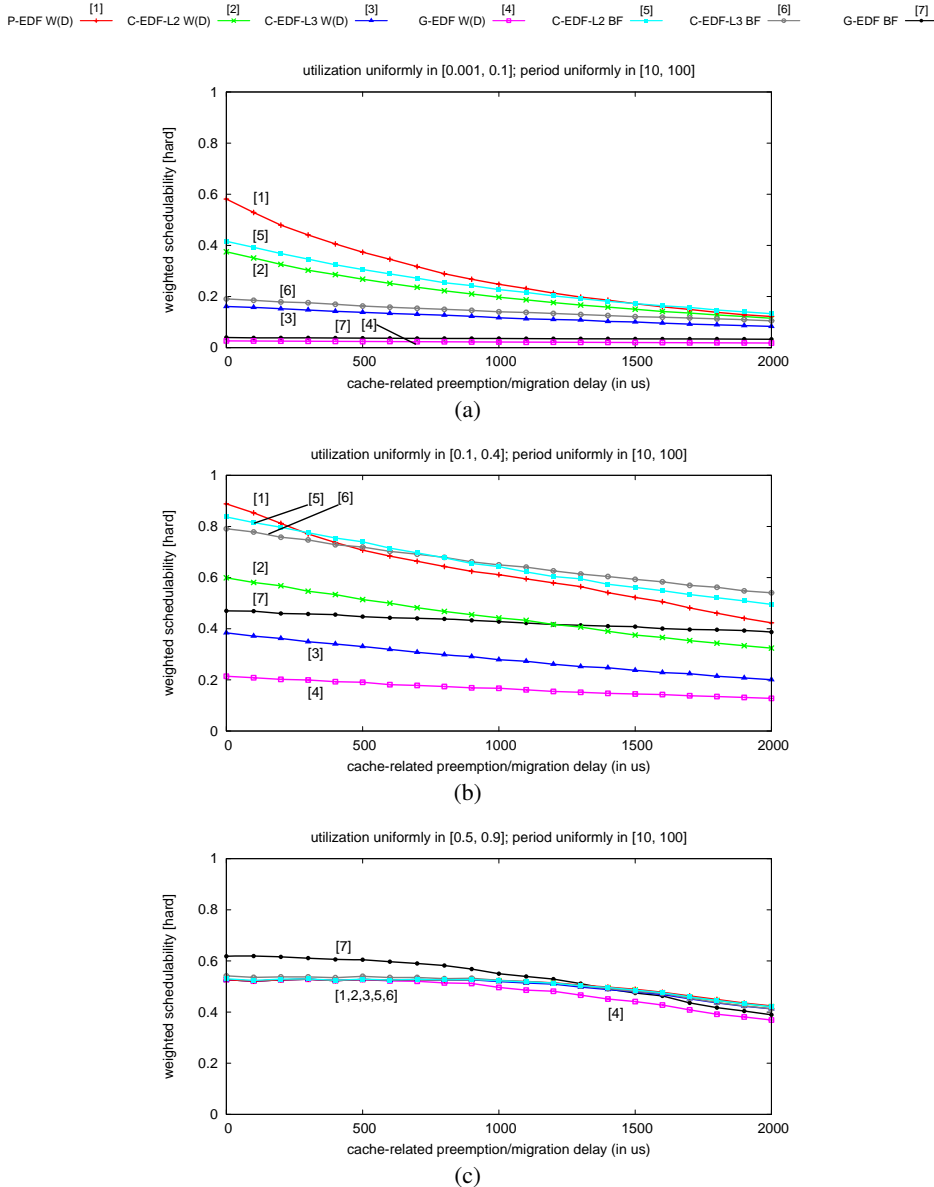 [1] [2] [3] [4] [5] [6] [7]
P-EDF W(D) C-EDF-L2 W(D) C-EDF-L3 W(D) G-EDF W(D) C-EDF-L2 BF C-EDF-L3 BF G-EDF BF
utilization uniformly in [0.001, 0.1]; period uniformly in [10, 100]
weighted schedulability [hard]
1
0.8
0.6
0.4
0.2
0
[1]
[5]
[2]
[6]
[3]
[7] [4]
0 500 1000 1500 2000
cache-related preemption/migration delay (in us)
(a)
utilization uniformly in [0.1, 0.4]; period uniformly in [10, 100]
weighted schedulability [hard]
1
0.8
0.6
0.4
0.2
0
[1] [5] [6]
[2]
[7]
[3]
[4]
0 500 1000 1500 2000
cache-related preemption/migration delay (in us)
(b)
utilization uniformly in [0.5, 0.9]; period uniformly in [10, 100]
weighted schedulability [hard]
1
0.8
0.6
0.4
0.2
0
[7]
[1,2,3,5,6]
[4]
0 500 1000 1500 2000
cache-related preemption/migration delay (in us)
(c)